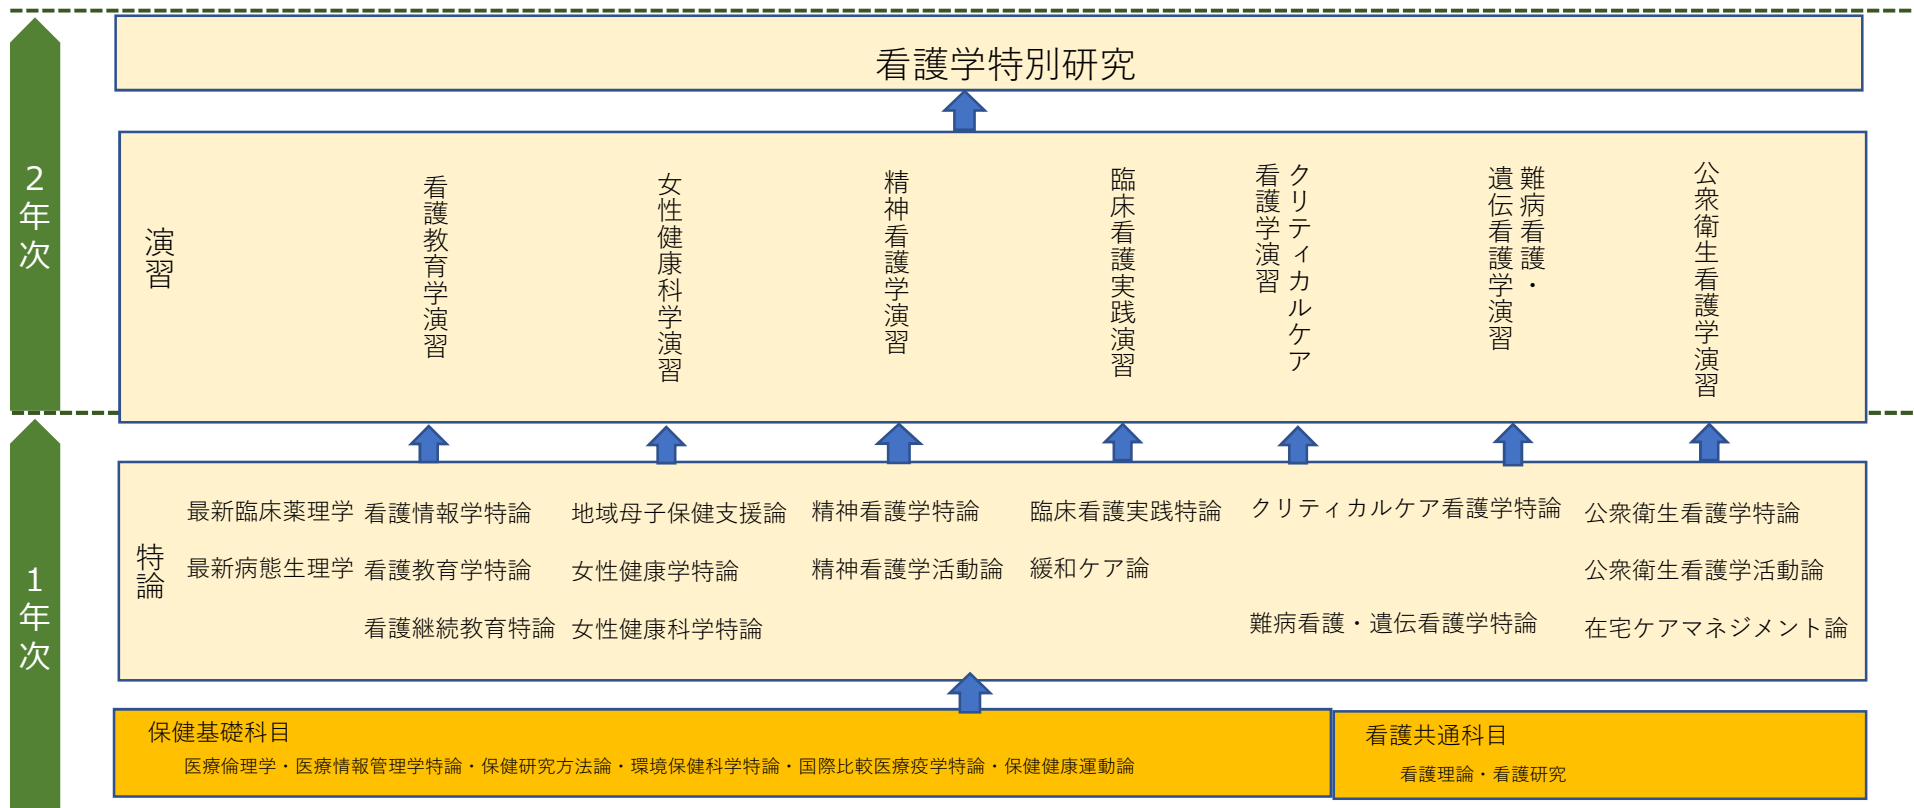 看護学特別研究
2年次
演習
看護教育学演習
女性健康科学演習
精神看護学演習
臨床看護実践演習
クリティカルケア
看護学演習
難病看護・
遺伝看護学演習
公衆衛生看護学演習
1年次
特論
最新臨床薬理学
最新病態生理学
看護情報学特論
看護教育学特論
看護継続教育特論
地域母子保健支援論
女性健康学特論
女性健康科学特論
精神看護学特論
精神看護学活動論
臨床看護実践特論
緩和ケア論
クリティカルケア看護学特論
難病看護・遺伝看護学特論
公衆衛生看護学特論
公衆衛生看護学活動論
在宅ケアマネジメント論
保健基礎科目
医療倫理学・医療情報管理学特論・保健研究方法論・環境保健科学特論・国際比較医療疫学特論・保健健康運動論
看護共通科目
看護理論・看護研究